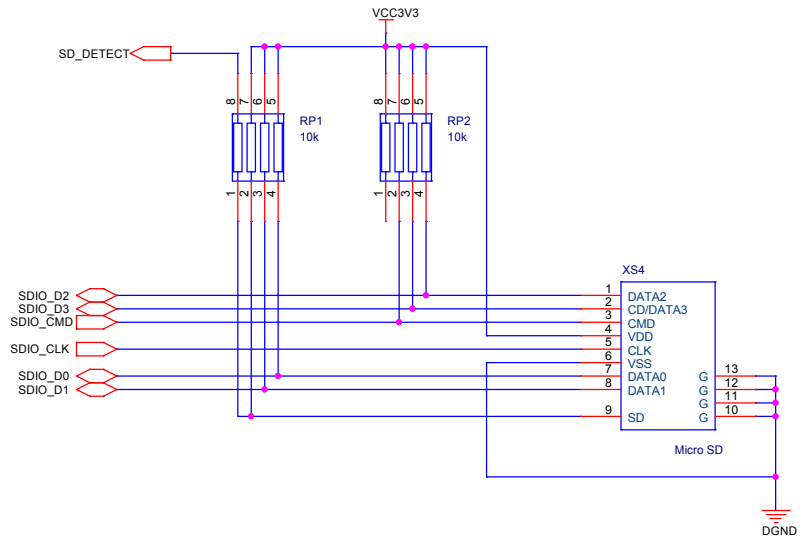 VCC3V3
SD_DETECT
8 7 6 5
RP1
10k
1 2 3 4
8 7 6 5
RP2
10k
1 2 3 4
XS4
SDIO_D2 1 DATA2
SDIO_D3 2 CD/DATA3
SDIO_CMD 3 CMD
4 VDD
SDIO_CLK 5 CLK
6 VSS
SDIO_D0 7 DATA0 G 13
SDIO_D1 8 DATA1 G 12
G 11
9 SD G 10
Micro SD
DGND